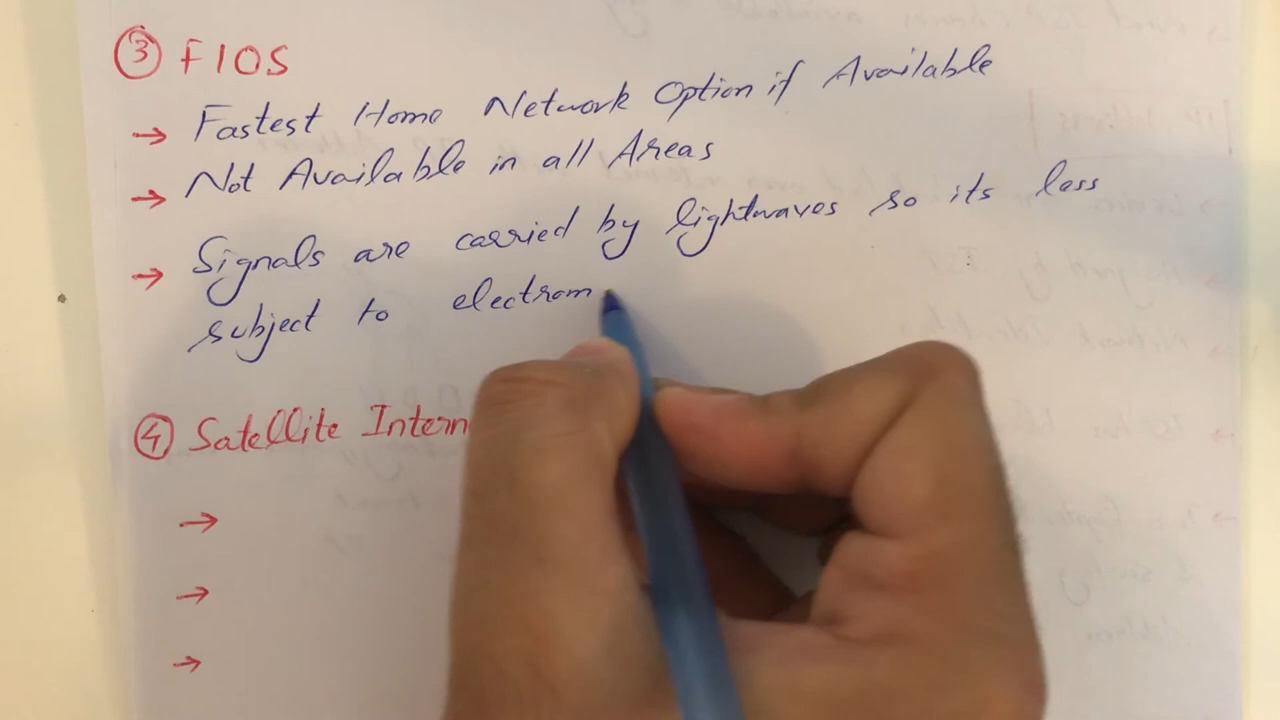 ③ FIOS
→ Fastest Home Network Option if Available
→ Not Available in all Areas
→ Signals are carried by lightwaves so its less
subject to electrom
④ Satellite Intern
→
→
→